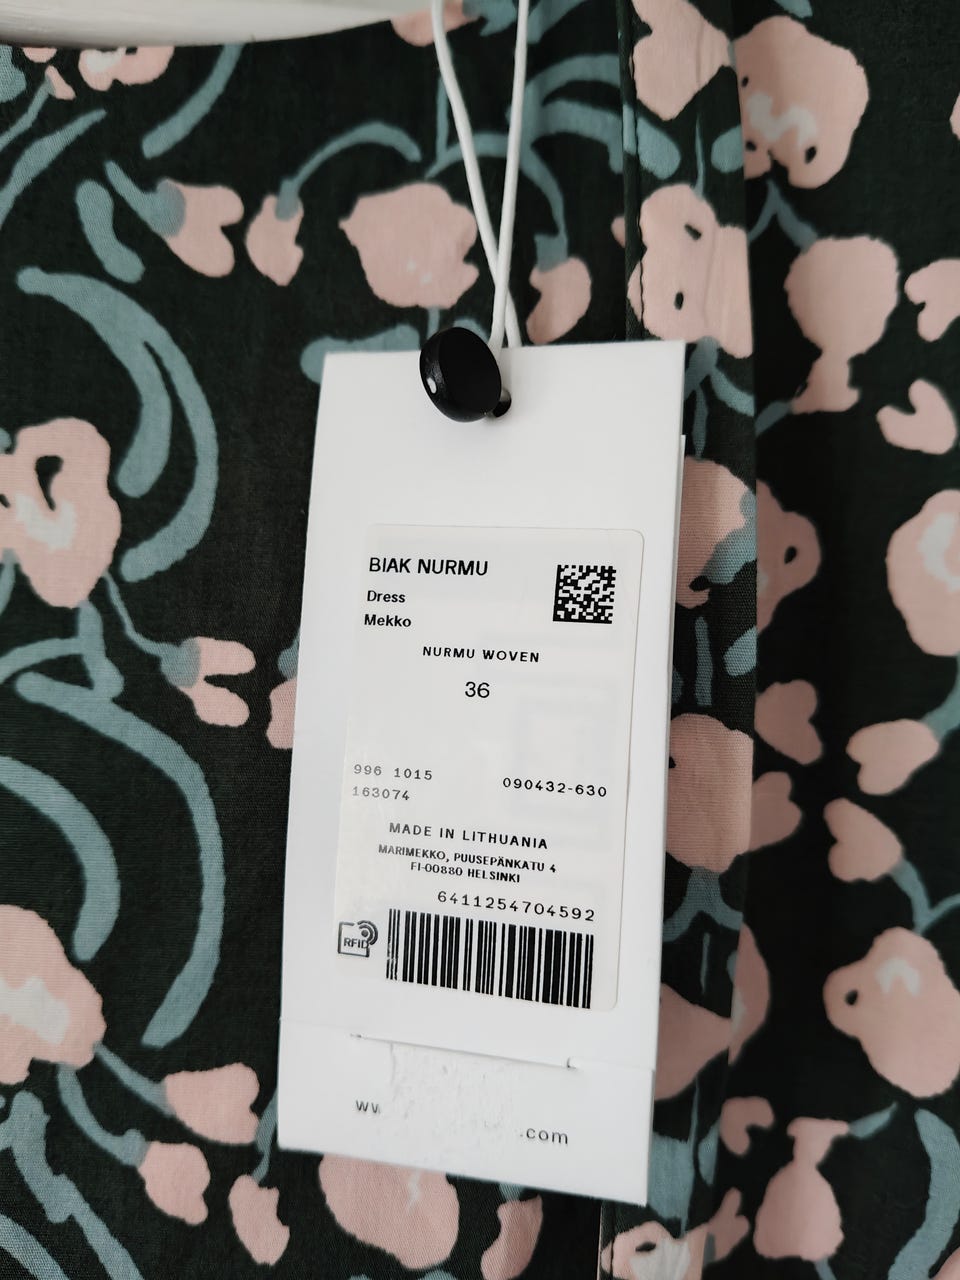 BIAK NURMU
Dress
Mekko
NURMU WOVEN
36
996 1015
163074
090432-630
MADE IN LITHUANIA
MARIMEKKO, PUUSEPÄNKATU 4
FI-00880 HELSINKI
6411254704592
RFID
ww
.com